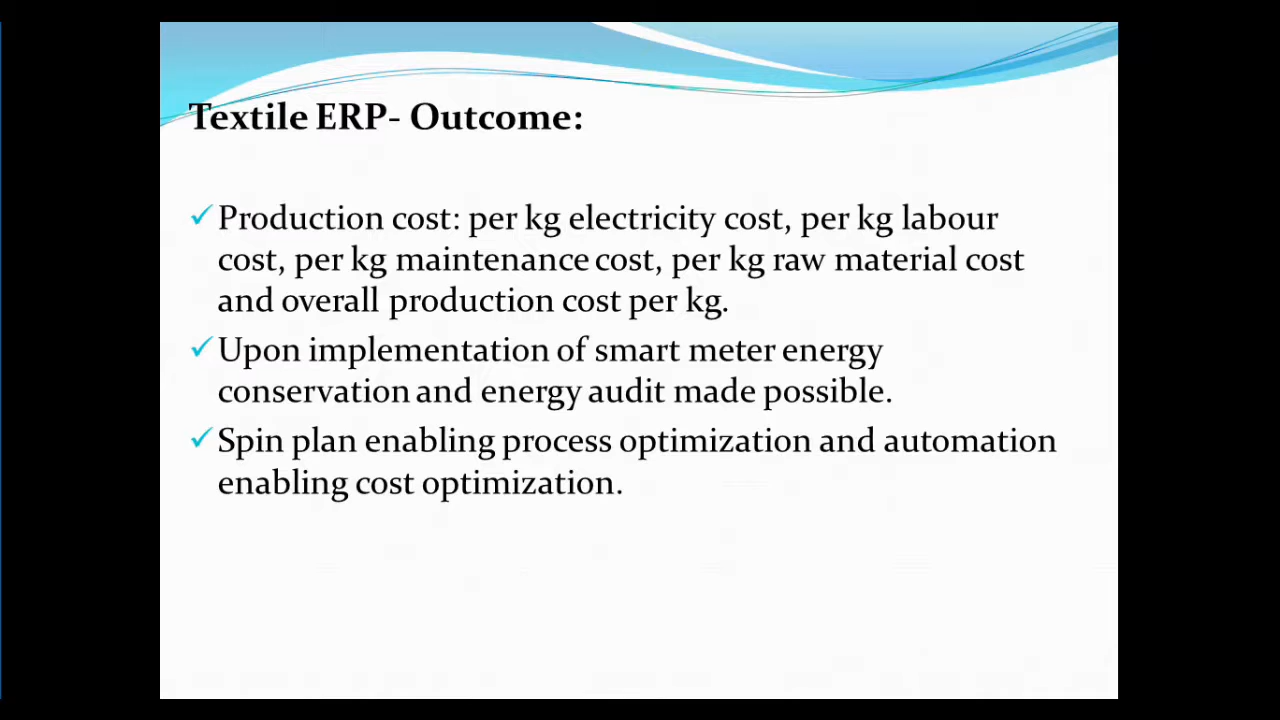 Textile ERP- Outcome:
✓Production cost: per kg electricity cost, per kg labour
cost, per kg maintenance cost, per kg raw material cost
and overall production cost per kg.
✓Upon implementation of smart meter energy
conservation and energy audit made possible.
✓Spin plan enabling process optimization and automation
enabling cost optimization.